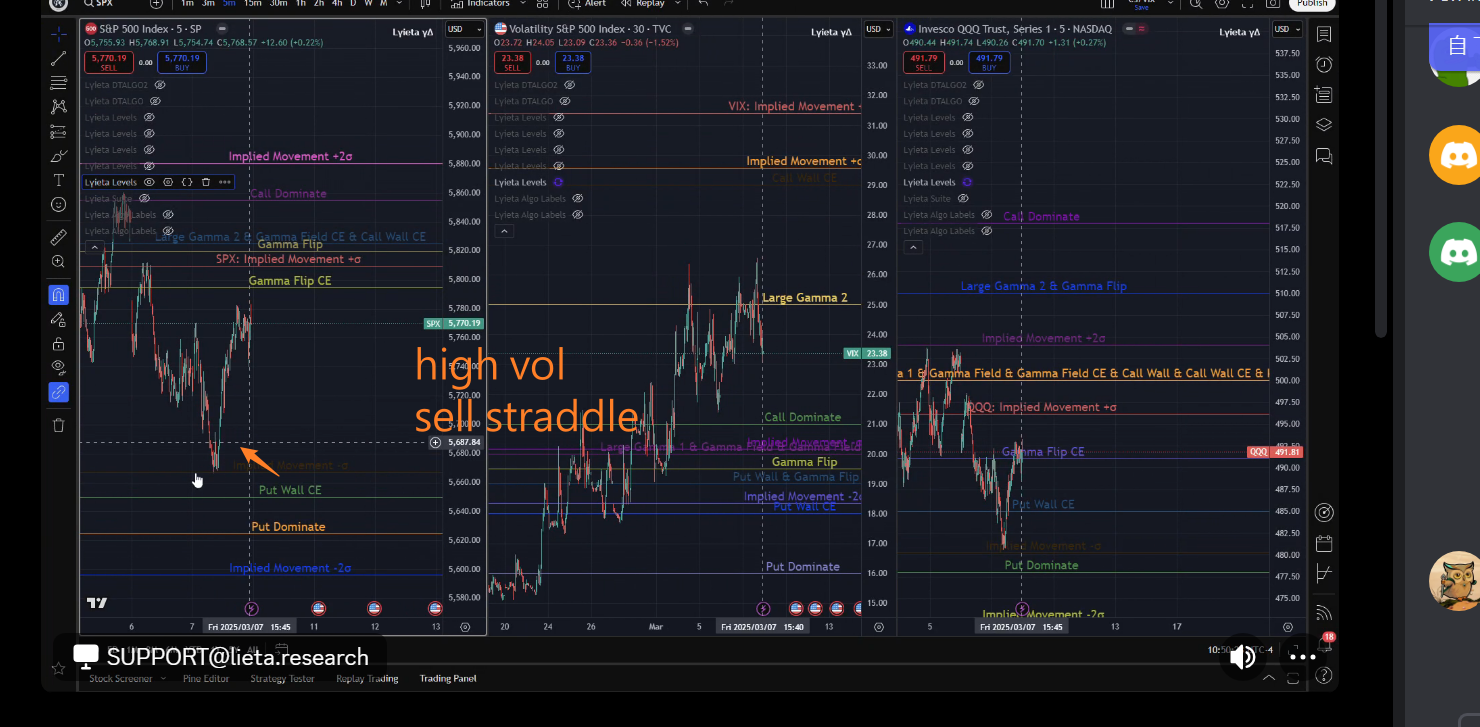 SPX
1m 3m 5m 15m 30m 1h 2h 4h D W M
Indicators
Alert
Replay
Save
Publish
S&P 500 Index · 5 · SP
O5,755.93 H5,768.91 L5,754.74 C5,768.57 +12.60 (+0.22%)
5,770.19
SELL
0.00
5,770.19
BUY
Lyieta γΔ
USD
Lyieta DTALGO2
Lyieta DTALGO
Lyieta Levels
Lyieta Levels
Lyieta Levels
Lyieta Levels
Lyieta Levels
Lyieta Suite
Lyieta Algo Labels
Lyieta Algo Labels
Implied Movement +2σ
Call Dominate
Large Gamma 2 & Gamma Field CE & Call Wall CE
Gamma Flip
SPX: Implied Movement +σ
Gamma Flip CE
Implied Movement -σ
Put Wall CE
Put Dominate
Implied Movement -2σ
5,960.00
5,940.00
5,920.00
5,900.00
5,880.00
5,860.00
5,840.00
5,820.00
5,800.00
5,780.00
SPX 5,770.19
5,760.00
5,740.00
5,700.00
5,687.84
5,680.00
5,660.00
5,640.00
5,620.00
5,600.00
5,580.00
6 7 Fri 2025/03/07 15:45 11 12 13
Volatility S&P 500 Index · 30 · TVC
O23.72 H24.05 L23.09 C23.36 −0.36 (−1.52%)
23.38
SELL
0.00
23.38
BUY
Lyieta γΔ
USD
Lyieta DTALGO2
Lyieta DTALGO
Lyieta Levels
Lyieta Levels
Lyieta Levels
Lyieta Levels
Lyieta Levels
Lyieta Suite
Lyieta Algo Labels
VIX: Implied Movement
Implied Movement
Call Wall CE
Large Gamma 2
Call Dominate
Implied Movement
Large Gamma 1 & Gamma Field & Gamma Field
Gamma Flip
Put Wall & Gamma Flip
Implied Movement -2σ
Put Wall CE
Put Dominate
33.00
32.00
31.00
30.00
29.00
28.00
27.00
26.00
25.00
24.00
VIX 23.38
23.00
22.00
21.00
20.00
19.00
18.00
17.00
16.00
15.00
20 24 26 Mar 5 Fri 2025/03/07 15:40 13
high vol
sell straddle
Invesco QQQ Trust, Series 1 · 5 · NASDAQ
O490.44 H491.74 L490.26 C491.70 +1.31 (+0.27%)
491.79
SELL
0.00
491.79
BUY
Lyieta γΔ
USD
Lyieta DTALGO2
Lyieta DTALGO
Lyieta Levels
Lyieta Levels
Lyieta Levels
Lyieta Levels
Lyieta Levels
Lyieta Suite
Lyieta Algo Labels
Lyieta Algo Labels
Call Dominate
Large Gamma 2 & Gamma Flip
Implied Movement +2σ
a 1 & Gamma Field & Gamma Field CE & Call Wall & Call Wall CE &
QQQ: Implied Movement +σ
Gamma Flip CE
Put Wall CE
Implied Movement -σ
Put Dominate
Implied Movement -2σ
537.50
535.00
532.50
530.00
527.50
525.00
522.50
520.00
517.50
515.00
512.50
510.00
507.50
505.00
502.50
500.00
497.50
495.00
492.50
QQQ 491.81
490.00
487.50
485.00
482.50
480.00
477.50
475.00
5 Fri 2025/03/07 15:45 13 17
SUPPORT@lieta.research
18
Stock Screener
Pine Editor
Strategy Tester
Replay Trading
Trading Panel
自